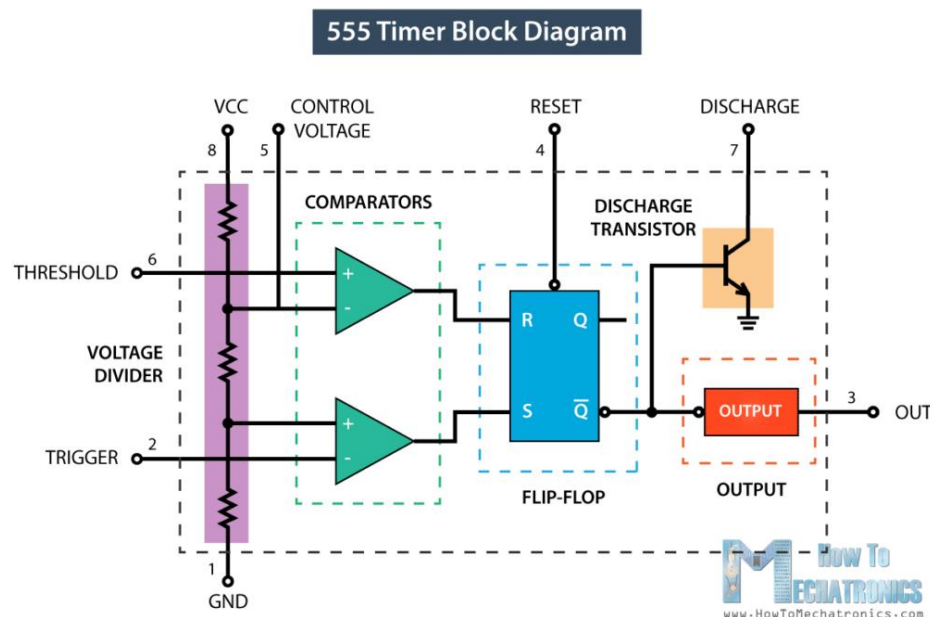 555 Timer Block Diagram
VCC
CONTROL
VOLTAGE
RESET
DISCHARGE
8
5
4
7
COMPARATORS
DISCHARGE
TRANSISTOR
THRESHOLD
6
+
-
R
Q
VOLTAGE
DIVIDER
S
Q̅
OUTPUT
3
OUT
+
-
TRIGGER
2
FLIP-FLOP
OUTPUT
1
GND
How To
MECHATRONICS
www.HowToMechatronics.com